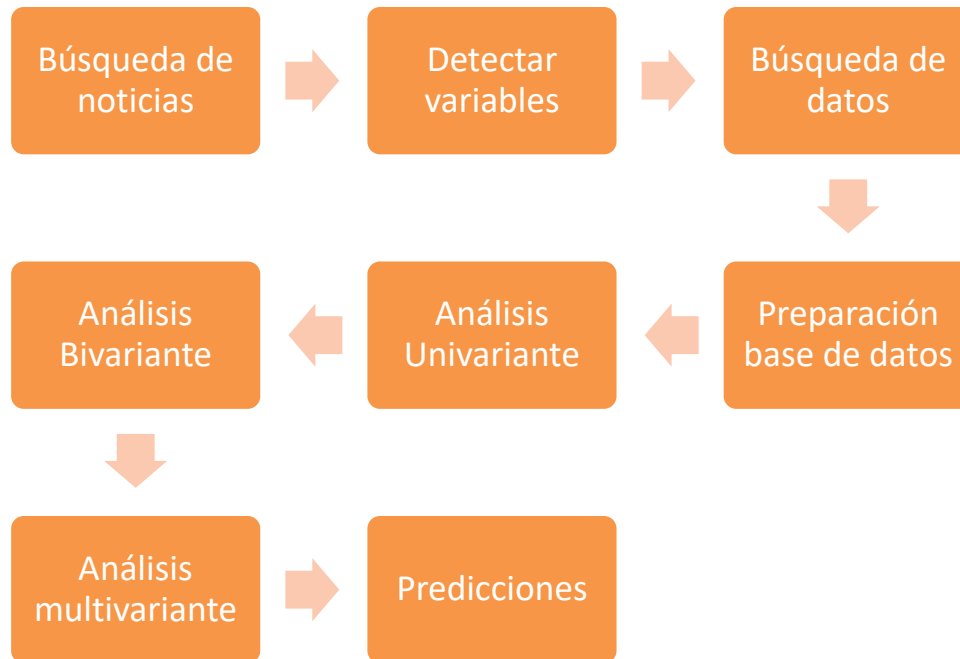 Búsqueda de
noticias
Detectar
variables
Búsqueda de
datos
Preparación
base de datos
Análisis
Univariante
Análisis
Bivariante
Análisis
multivariante
Predicciones